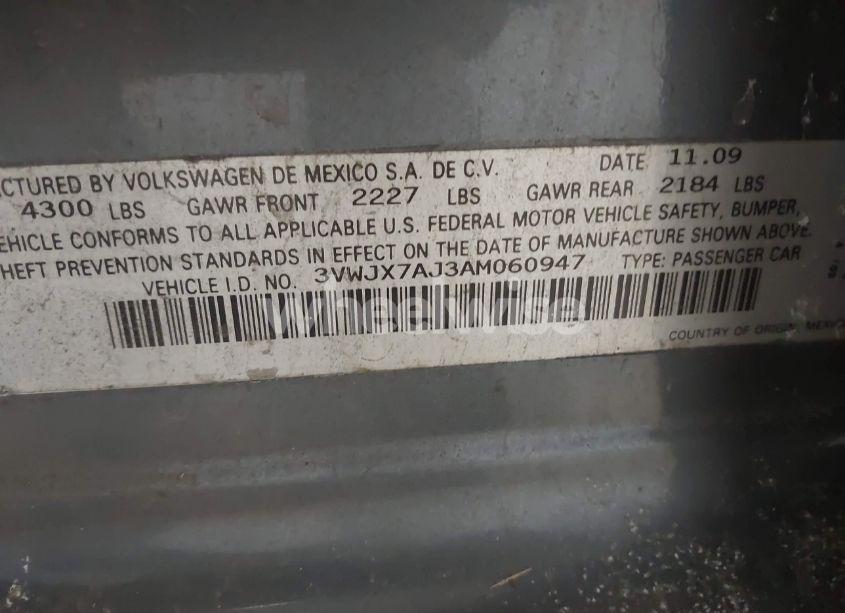 CTURED BY VOLKSWAGEN DE MEXICO S.A. DE C.V. DATE 11.09
4300 LBS GAWR FRONT 2227 LBS GAWR REAR 2184 LBS
EHICLE CONFORMS TO ALL APPLICABLE U.S. FEDERAL MOTOR VEHICLE SAFETY, BUMPER,
HEFT PREVENTION STANDARDS IN EFFECT ON THE DATE OF MANUFACTURE SHOWN ABOVE.
VEHICLE I.D. NO. 3VWJX7AJ3AM060947 TYPE: PASSENGER CAR
wheelwise
COUNTRY OF ORIGIN MEXICO